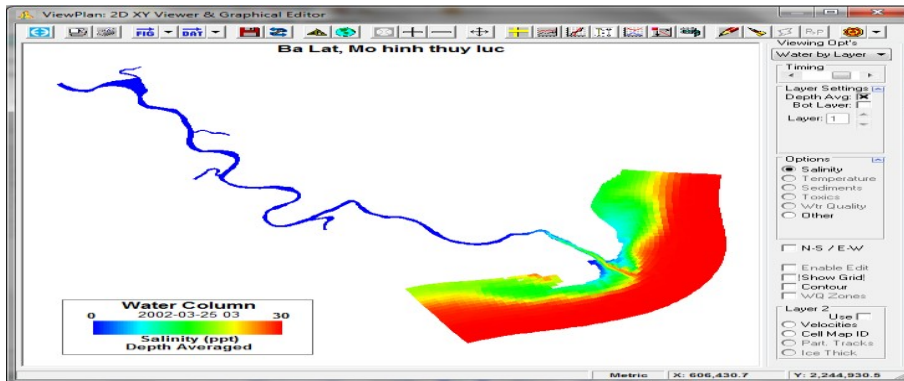 ViewPlan: 2D XY Viewer & Graphical Editor
FIG
DAT
Ba Lat, Mo hinh thuy luc
Viewing Opt's
Water by Layer
Timing
Layer Settings
Depth Avg:
Bot Layer:
Layer: 1
Options
Salinity
Temperature
Sediments
Toxics
Wtr Quality
Other
N-S / E-W
Enable Edit
Show Grid
Contour
WQ Zones
Layer 2
Use
Velocities
Cell Map ID
Part. Tracks
Ice Thick
Water Column
0 2002-03-25 03 30
Salinity (ppt)
Depth Averaged
Metric X: 606,430.7 Y: 2,244,930.5